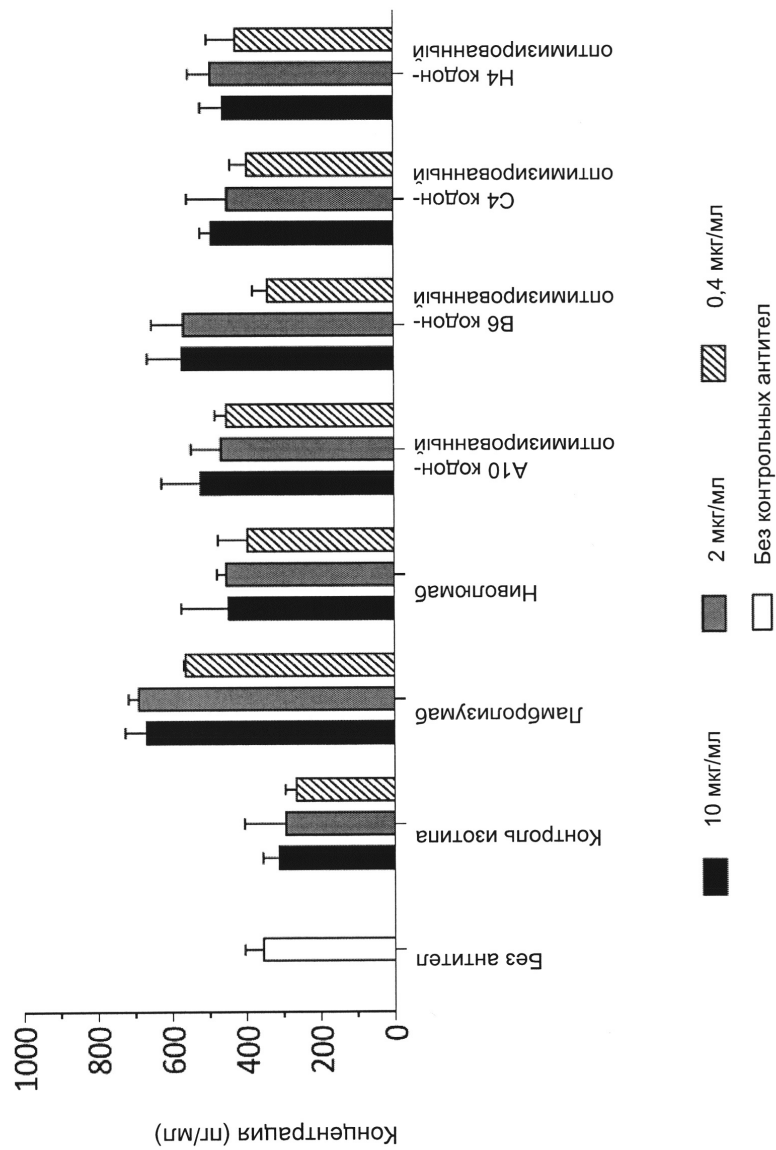 Концентрация (пг/мл)
1000
800
600
400
200
0
Без антител
Контроль изотипа
Ламбролизумаб
Ниволюмаб
A10 кодон-
оптимизированный
B6 кодон-
оптимизированный
C4 кодон-
оптимизированный
H4 кодон-
оптимизированный
10 мкг/мл
2 мкг/мл
0,4 мкг/мл
Без контрольных антител